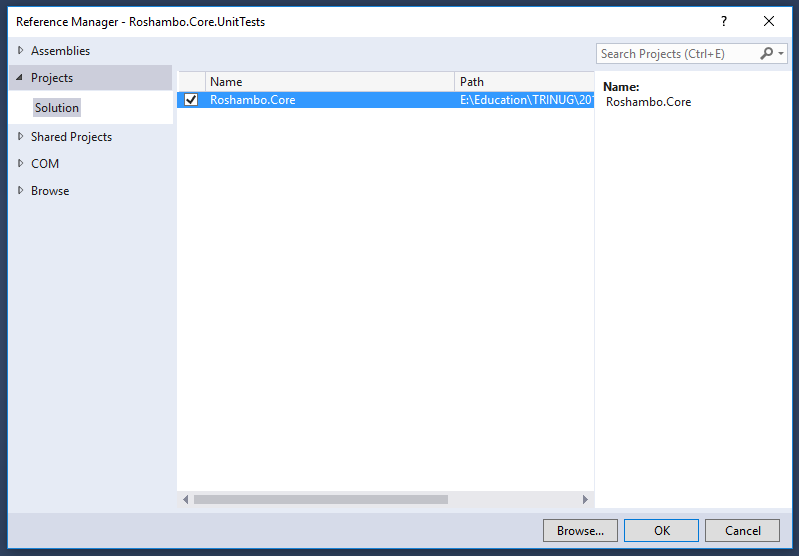 Reference Manager - Roshambo.Core.UnitTests
?
Assemblies
Search Projects (Ctrl+E)
Projects
Solution
Shared Projects
COM
Browse
Name Path
Roshambo.Core E:\Education\TRINUG\201
Name:
Roshambo.Core
Browse... OK Cancel